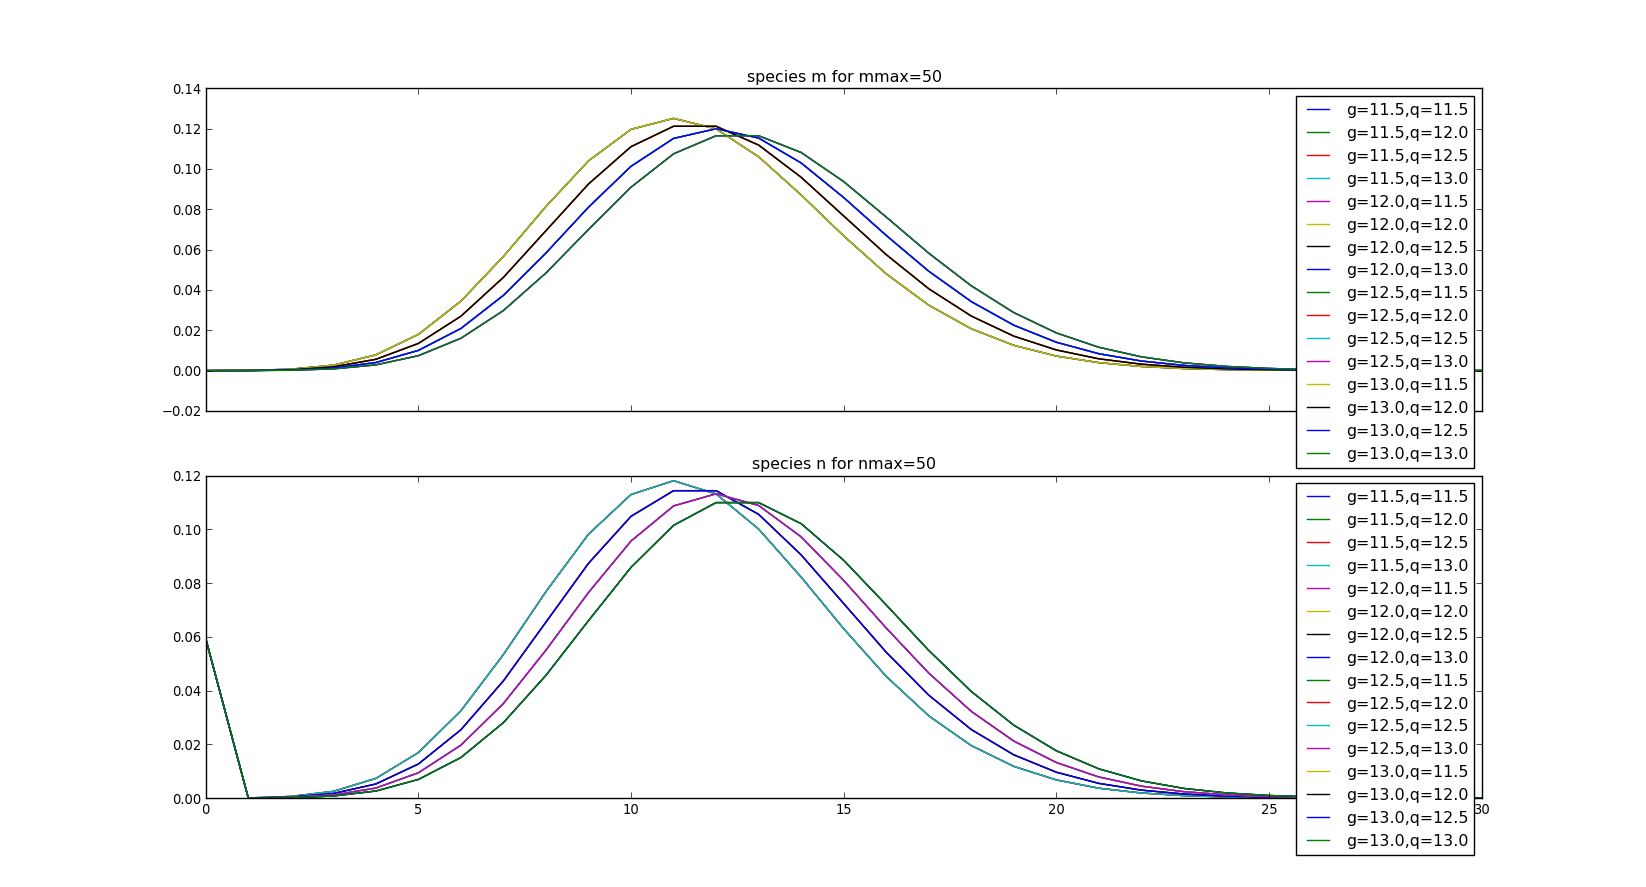 species m for mmax=50
0.14
0.12
0.10
0.08
0.06
0.04
0.02
0.00
−0.02
g=11.5,q=11.5
g=11.5,q=12.0
g=11.5,q=12.5
g=11.5,q=13.0
g=12.0,q=11.5
g=12.0,q=12.0
g=12.0,q=12.5
g=12.0,q=13.0
g=12.5,q=11.5
g=12.5,q=12.0
g=12.5,q=12.5
g=12.5,q=13.0
g=13.0,q=11.5
g=13.0,q=12.0
g=13.0,q=12.5
g=13.0,q=13.0
species n for nmax=50
0.12
0.10
0.08
0.06
0.04
0.02
0.00
g=11.5,q=11.5
g=11.5,q=12.0
g=11.5,q=12.5
g=11.5,q=13.0
g=12.0,q=11.5
g=12.0,q=12.0
g=12.0,q=12.5
g=12.0,q=13.0
g=12.5,q=11.5
g=12.5,q=12.0
g=12.5,q=12.5
g=12.5,q=13.0
g=13.0,q=11.5
g=13.0,q=12.0
g=13.0,q=12.5
g=13.0,q=13.0
0 5 10 15 20 25 30